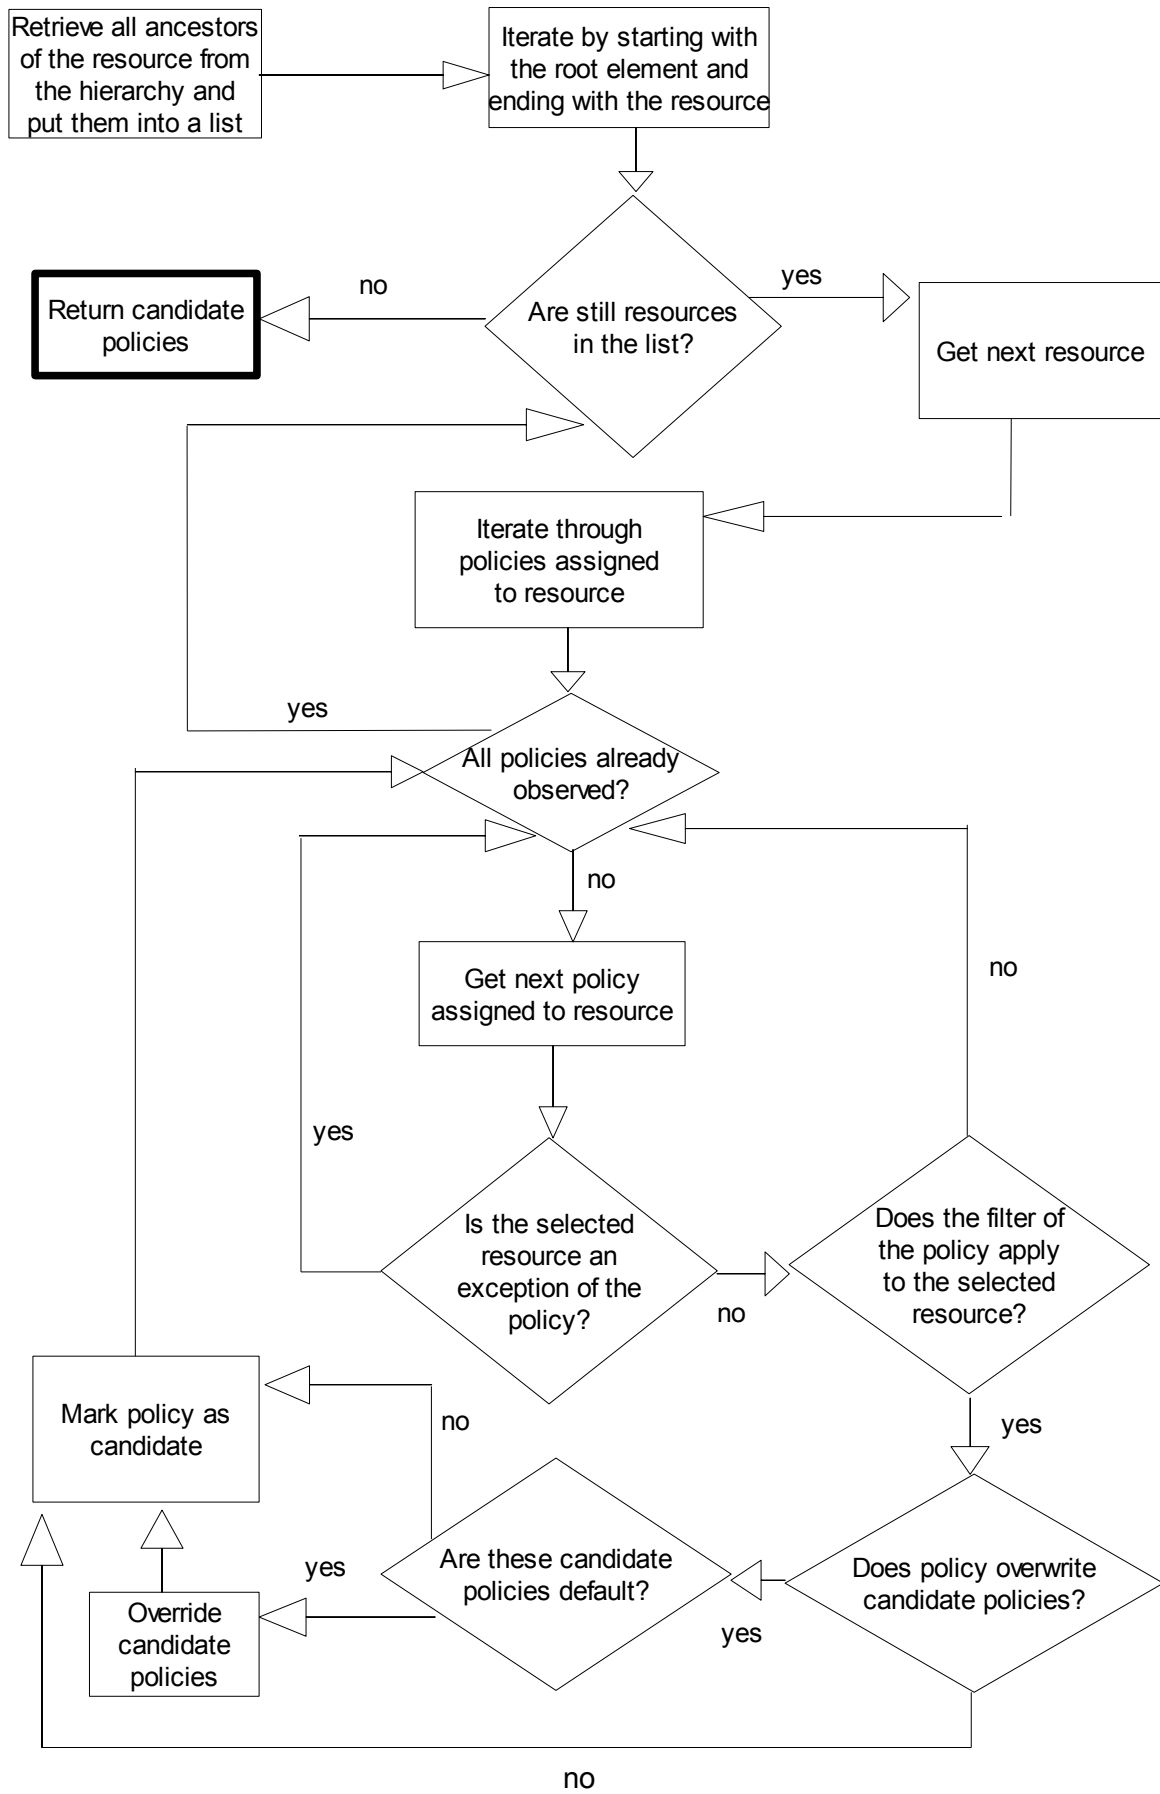 Retrieve all ancestors
of the resource from
the hierarchy and
put them into a list
Iterate by starting with
the root element and
ending with the resource
no
yes
Return candidate
policies
Are still resources
in the list?
Get next resource
Iterate through
policies assigned
to resource
yes
All policies already
observed?
no
Get next policy
assigned to resource
no
yes
Is the selected
resource an
exception of the
policy?
no
Does the filter of
the policy apply
to the selected
resource?
Mark policy as
candidate
no
yes
Are these candidate
policies default?
Does policy overwrite
candidate policies?
yes
yes
Override
candidate
policies
no